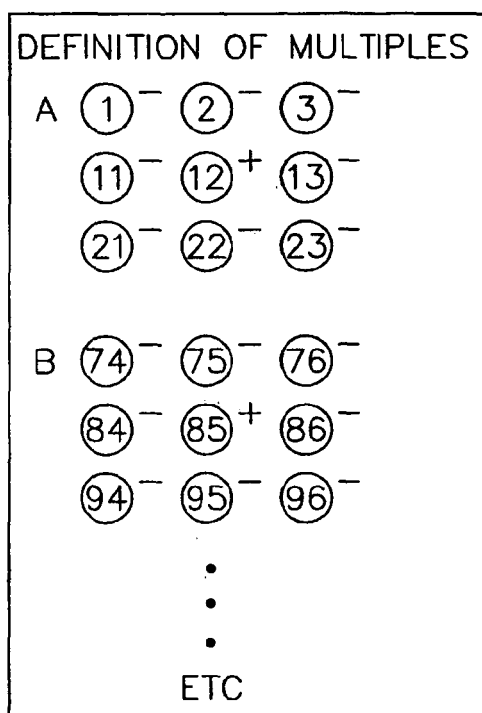 DEFINITION OF MULTIPLES
A 1 − 2 − 3 −
11 − 12 + 13 −
21 − 22 − 23 −
B 74 − 75 − 76 −
84 − 85 + 86 −
94 − 95 − 96 −
ETC